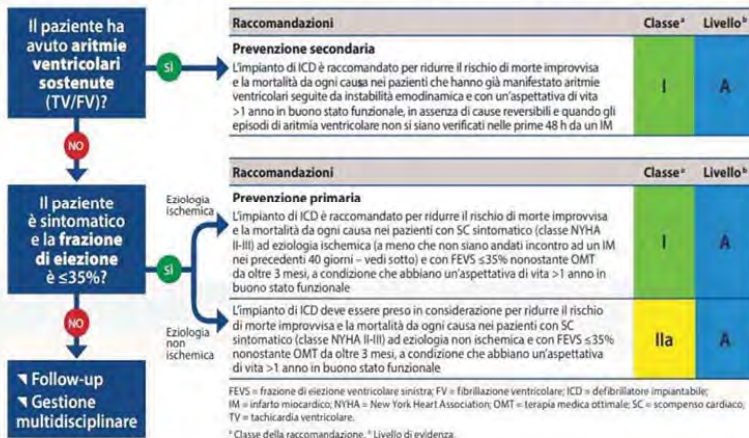 Il paziente ha
avuto aritmie
ventricolari
sostenute
(TV/FV)?
SÌ
Raccomandazioni Classeᵃ Livelloᵇ
Prevenzione secondaria
L'impianto di ICD è raccomandato per ridurre il rischio di morte improvvisa
e la mortalità da ogni causa nei pazienti che hanno già manifestato aritmie
ventricolari seguite da instabilità emodinamica e con un'aspettativa di vita
>1 anno in buono stato funzionale, in assenza di cause reversibili e quando gli
episodi di aritmia ventricolare non si siano verificati nelle prime 48 h da un IM
I A
NO
Il paziente
è sintomatico
e la frazione
di eiezione
è ≤35%?
SÌ
Eziologia
ischemica
Eziologia
non
ischemica
Raccomandazioni Classeᵃ Livelloᵇ
Prevenzione primaria
L'impianto di ICD è raccomandato per ridurre il rischio di morte improvvisa
e la mortalità da ogni causa nei pazienti con SC sintomatico (classe NYHA
II-III) ad eziologia ischemica (a meno che non siano andati incontro ad un IM
nei precedenti 40 giorni – vedi sotto) e con FEVS ≤35% nonostante OMT
da oltre 3 mesi, a condizione che abbiano un'aspettativa di vita >1 anno in
buono stato funzionale
I A
L'impianto di ICD deve essere preso in considerazione per ridurre il rischio
di morte improvvisa e la mortalità da ogni causa nei pazienti con SC
sintomatico (classe NYHA II-III) ad eziologia non ischemica e con FEVS ≤35%
nonostante OMT da oltre 3 mesi, a condizione che abbiano un'aspettativa
di vita >1 anno in buono stato funzionale
IIa A
NO
Follow-up
Gestione
multidisciplinare
FEVS = frazione di eiezione ventricolare sinistra; FV = fibrillazione ventricolare; ICD = defibrillatore impiantabile;
IM = infarto miocardico; NYHA = New York Heart Association; OMT = terapia medica ottimale; SC = scompenso cardiaco;
TV = tachicardia ventricolare.
ᵃ Classe della raccomandazione. ᵇ Livello di evidenza.